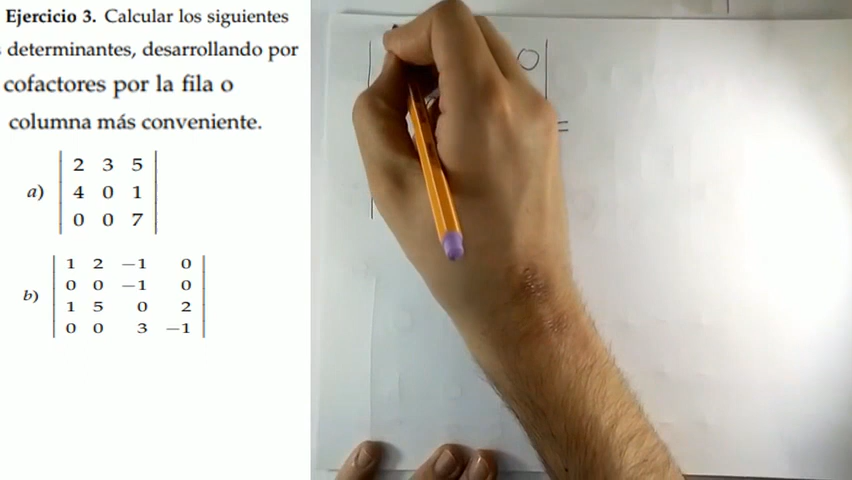 Ejercicio 3. Calcular los siguientes
determinantes, desarrollando por
cofactores por la fila o
columna más conveniente.
a) | 2 3 5 |
| 4 0 1 |
| 0 0 7 |
b) | 1 2 −1 0 |
| 0 0 −1 0 |
| 1 5 0 2 |
| 0 0 3 −1 |
0
=